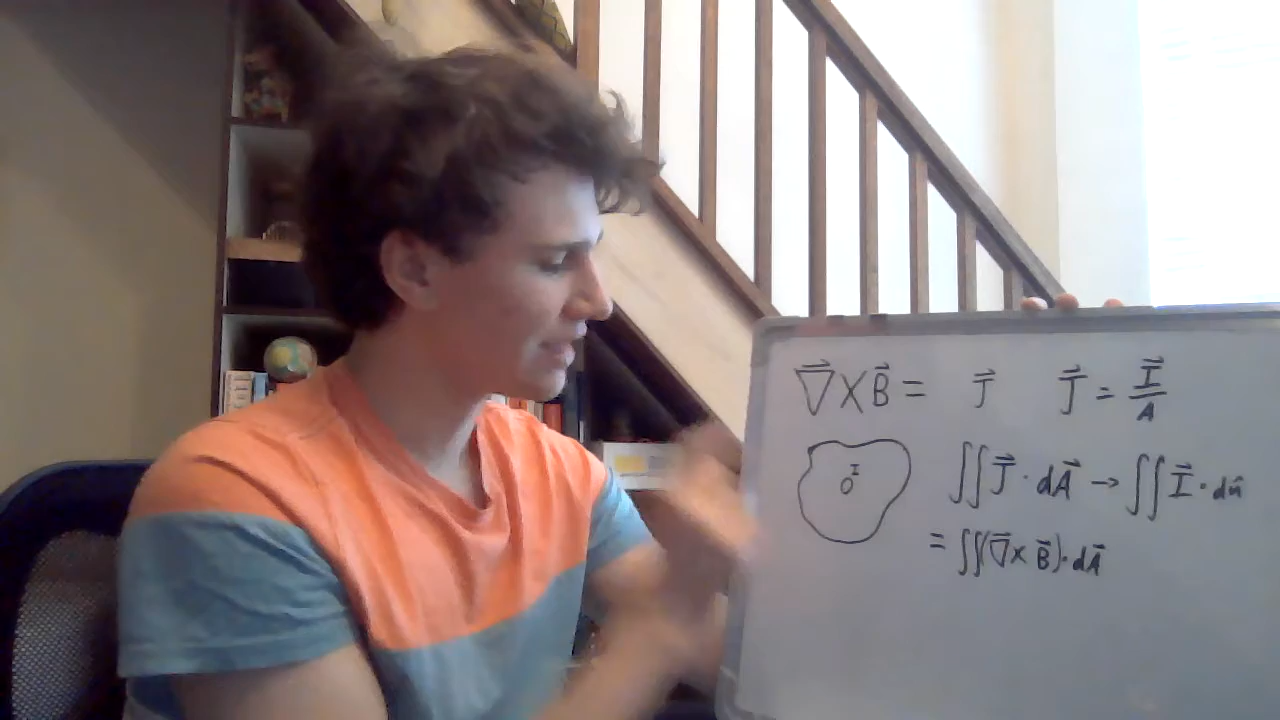 ∇⃗ × B⃗ = J⃗   J⃗ = I⃗/A
I
O
∬ J⃗ · dA⃗ → ∬ I⃗ · dn⃗
= ∬(∇⃗ × B⃗) · dA⃗